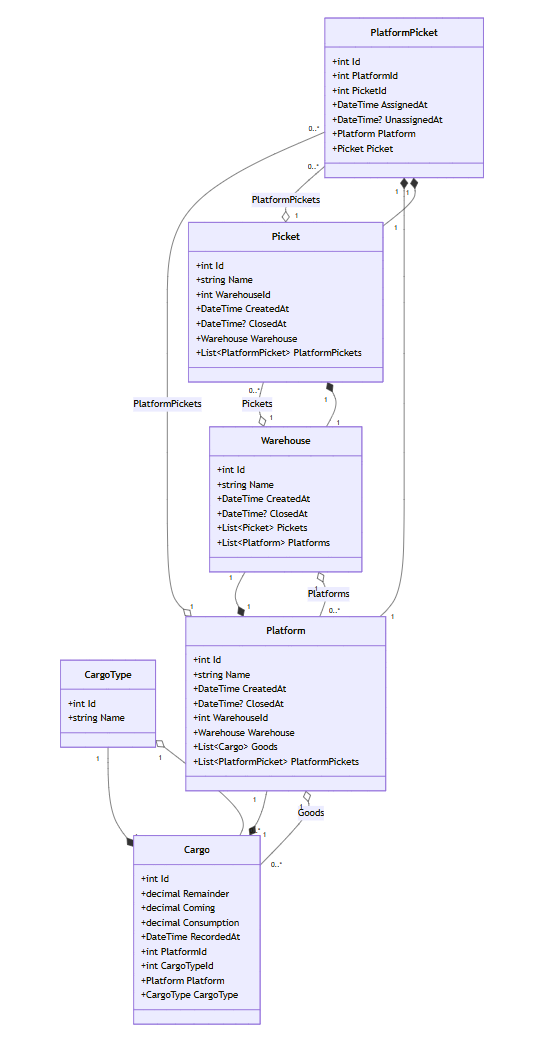 PlatformPicket
+int Id
+int PlatformId
+int PicketId
+DateTime AssignedAt
+DateTime? UnassignedAt
+Platform Platform
+Picket Picket
0..*
0..*
1
1
PlatformPickets
1
1
Picket
+int Id
+string Name
+int WarehouseId
+DateTime CreatedAt
+DateTime? ClosedAt
+Warehouse Warehouse
+List<PlatformPicket> PlatformPickets
0..*
1
PlatformPickets
Pickets
1
1
Warehouse
+int Id
+string Name
+DateTime CreatedAt
+DateTime? ClosedAt
+List<Picket> Pickets
+List<Platform> Platforms
1
1
Platforms
1
1
0..*
1
Platform
+int Id
+string Name
+DateTime CreatedAt
+DateTime? ClosedAt
+int WarehouseId
+Warehouse Warehouse
+List<Cargo> Goods
+List<PlatformPicket> PlatformPickets
CargoType
+int Id
+string Name
1
1
1
1
Goods
1
0..*
Cargo
+int Id
+decimal Remainder
+decimal Coming
+decimal Consumption
+DateTime RecordedAt
+int PlatformId
+int CargoTypeId
+Platform Platform
+CargoType CargoType